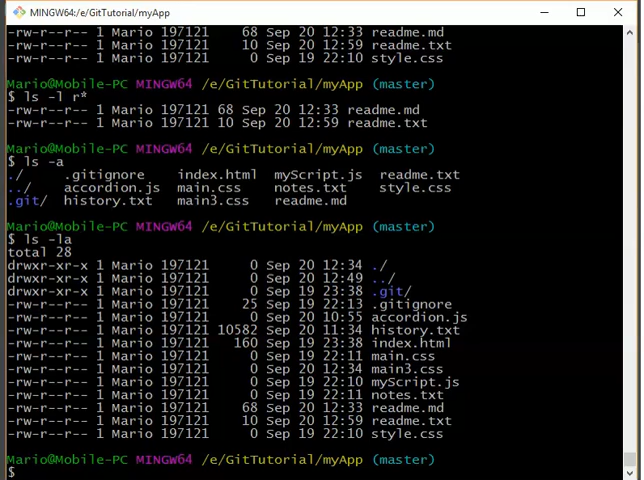 MINGW64:/e/GitTutorial/myApp
-rw-r--r-- 1 Mario 197121    68 Sep 20 12:33 readme.md
-rw-r--r-- 1 Mario 197121    10 Sep 20 12:59 readme.txt
-rw-r--r-- 1 Mario 197121     0 Sep 19 22:10 style.css
Mario@Mobile-PC MINGW64 /e/GitTutorial/myApp (master)
$ ls -l r*
-rw-r--r-- 1 Mario 197121 68 Sep 20 12:33 readme.md
-rw-r--r-- 1 Mario 197121 10 Sep 20 12:59 readme.txt
Mario@Mobile-PC MINGW64 /e/GitTutorial/myApp (master)
$ ls -a
./     .gitignore    index.html  myScript.js  readme.txt
../    accordion.js  main.css    notes.txt    style.css
.git/  history.txt   main3.css   readme.md
Mario@Mobile-PC MINGW64 /e/GitTutorial/myApp (master)
$ ls -la
total 28
drwxr-xr-x 1 Mario 197121     0 Sep 20 12:34 ./
drwxr-xr-x 1 Mario 197121     0 Sep 20 12:49 ../
drwxr-xr-x 1 Mario 197121     0 Sep 19 23:38 .git/
-rw-r--r-- 1 Mario 197121    25 Sep 19 22:13 .gitignore
-rw-r--r-- 1 Mario 197121     0 Sep 20 10:55 accordion.js
-rw-r--r-- 1 Mario 197121 10582 Sep 20 11:34 history.txt
-rw-r--r-- 1 Mario 197121   160 Sep 19 23:38 index.html
-rw-r--r-- 1 Mario 197121     0 Sep 19 22:11 main.css
-rw-r--r-- 1 Mario 197121     0 Sep 20 12:34 main3.css
-rw-r--r-- 1 Mario 197121     0 Sep 19 22:10 myScript.js
-rw-r--r-- 1 Mario 197121     0 Sep 19 22:11 notes.txt
-rw-r--r-- 1 Mario 197121    68 Sep 20 12:33 readme.md
-rw-r--r-- 1 Mario 197121    10 Sep 20 12:59 readme.txt
-rw-r--r-- 1 Mario 197121     0 Sep 19 22:10 style.css
Mario@Mobile-PC MINGW64 /e/GitTutorial/myApp (master)
$